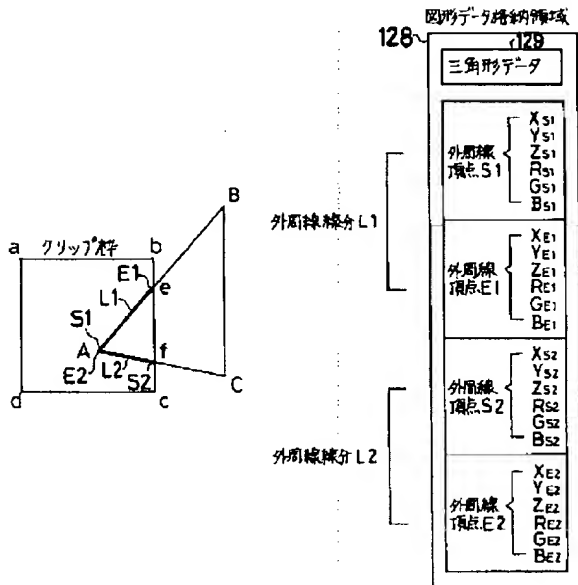 図形データ格納領域
128
129
三角形データ
外周線
頂点S1
XS1
YS1
ZS1
RS1
GS1
BS1
外周線線分L1
外周線
頂点E1
XE1
YE1
ZE1
RE1
GE1
BE1
外周線
頂点S2
XS2
YS2
ZS2
RS2
GS2
BS2
外周線線分L2
外周線
頂点E2
XE2
YE2
ZE2
RE2
GE2
BE2
B
a クリップ枠 b
E1
e
L1
S1
A
f
E2
L2
S2
C
d
c